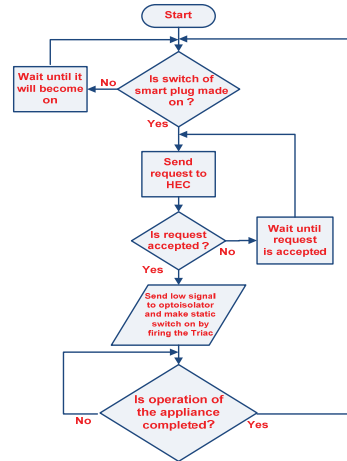 Start
Wait until it
will become
on
No
Is switch of
smart plug made
on ?
Yes
Send
request to
HEC
Is request
accepted ?
No
Wait until
request
is accepted
Yes
Send low signal
to optoisolator
and make static
switch on by
firing the Triac
Is operation of
the appliance
completed?
No
Yes